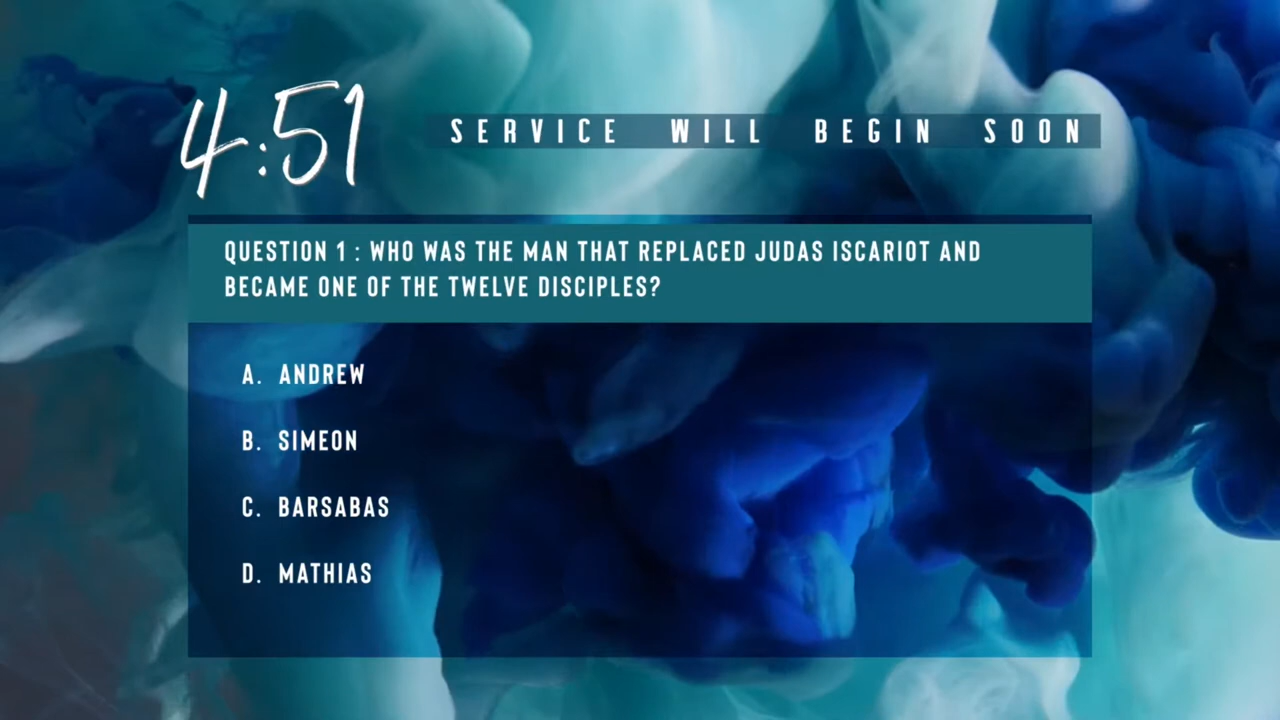 4:51
SERVICE WILL BEGIN SOON
QUESTION 1 : WHO WAS THE MAN THAT REPLACED JUDAS ISCARIOT AND
BECAME ONE OF THE TWELVE DISCIPLES?
A. ANDREW
B. SIMEON
C. BARSABAS
D. MATHIAS